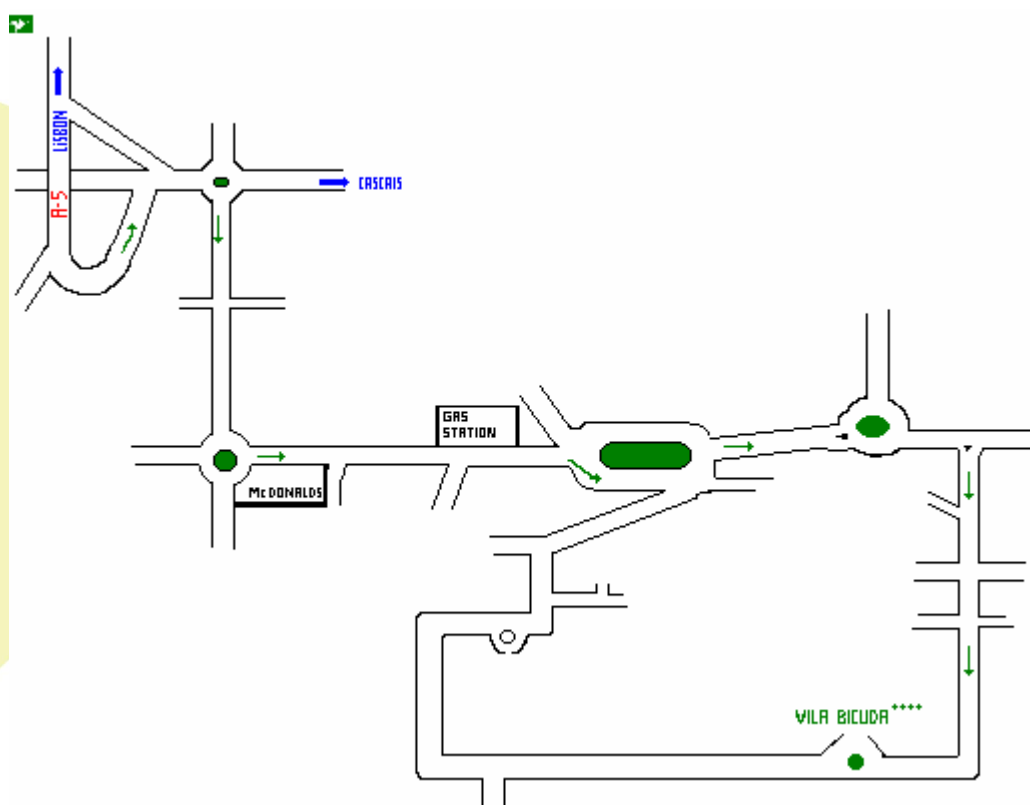 LISBON
A-5
CASCAIS
GAS
STATION
McDONALDS
VILA BICUDA ++++